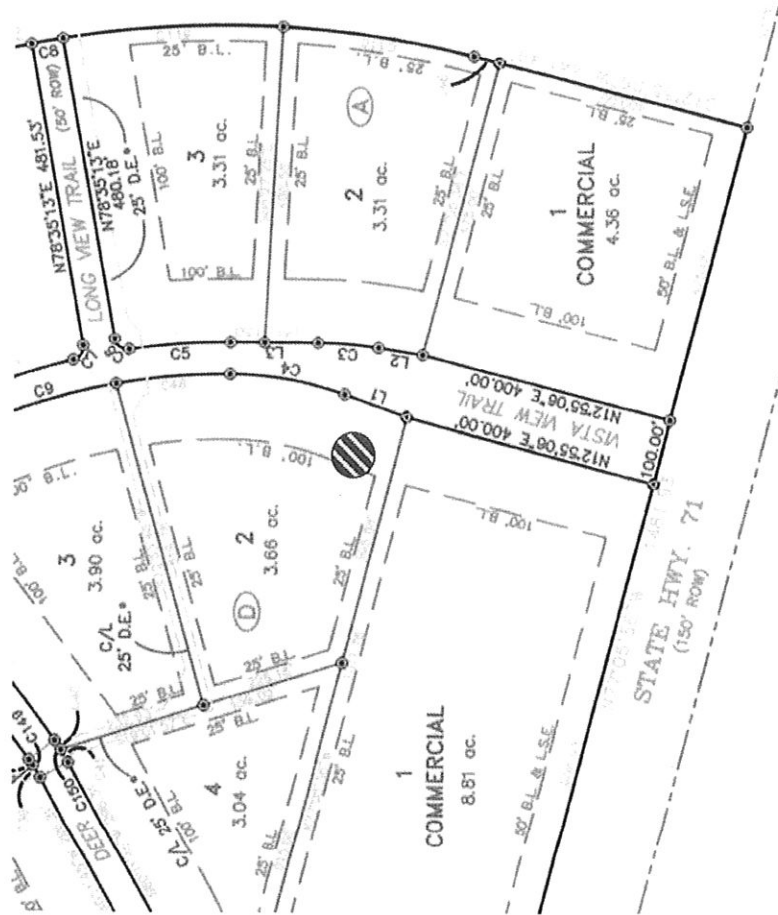 C8
25' B.L.
25' B.L.
N78°35'13"E 481.53'
LONG VIEW TRAIL (50' ROW)
N78°35'13"E
480.18'
25' D.E.*
100' B.L.
3
3.31 ac.
25' B.L.
100' B.L.
25' B.L.
A
2
3.31 ac.
25' B.L.
25' B.L.
25' B.L.
1
COMMERCIAL
4.36 ac.
100' B.L.
50' B.L. & L.S.E.
C7
C6
C5
L3
C3
L2
C9
C4
L1
N12°55'06"E 400.00'
VISTA VIEW TRAIL
N12°55'06"E 400.00'
100.00'
B.L.
3
3.90 ac.
100' B.L.
25' B.L.
25' B.L.
C/L
25' D.E.*
100' B.L.
25' B.L.
2
3.66 ac.
D
25' B.L.
25' B.L.
STATE HWY. 71
(150' ROW)
100' B.L.
C149
C150
DEER
C/L 25' D.E.*
100' B.L.
25' B.L.
4
3.04 ac.
25' B.L.
25' B.L.
1
COMMERCIAL
8.81 ac.
50' B.L. & L.S.E.
B.L.